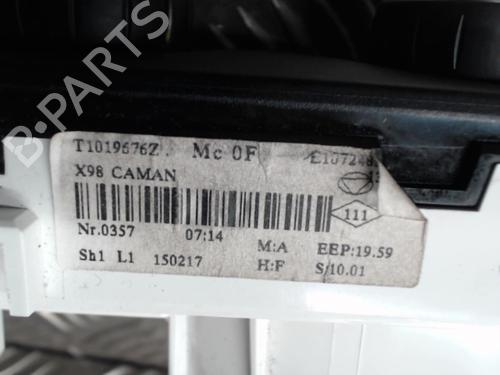 B-PARTS
T1019676Z. Mc 0F
X98 CAMAN
111
Nr.0357 07:14 M:A EEP:19.59
Sh1 L1 150217 H:F S/10.01